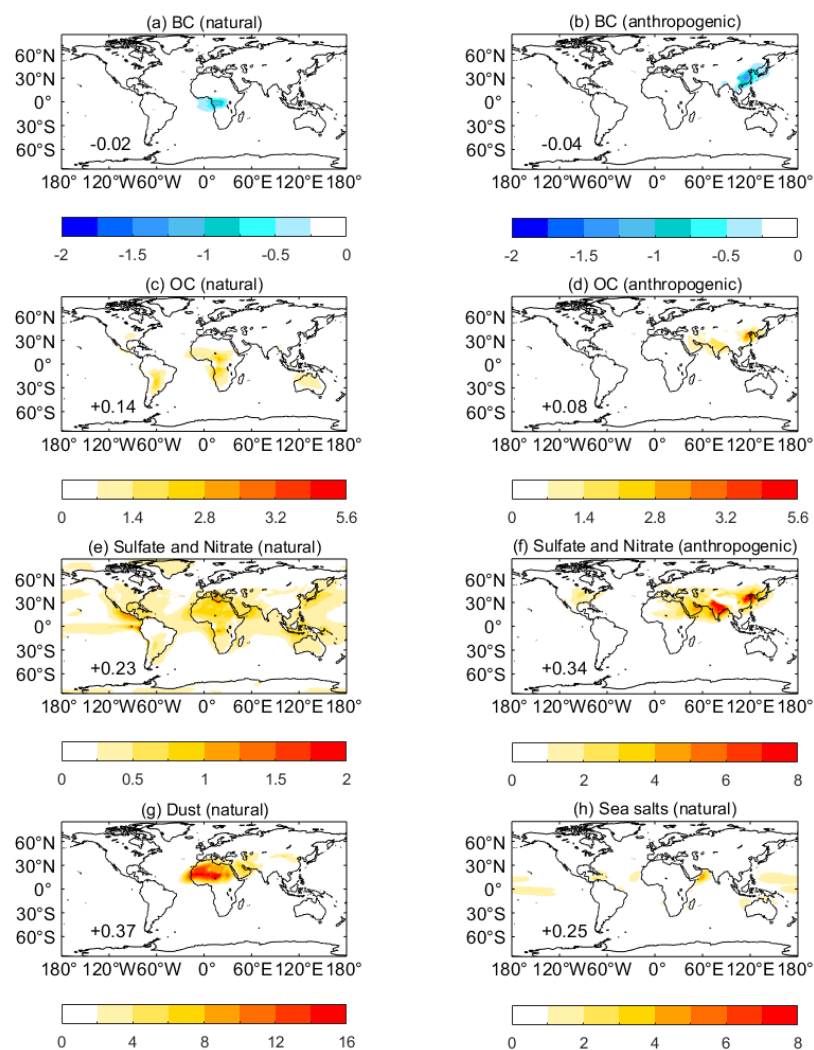 (a) BC (natural)
(b) BC (anthropogenic)
60°N
30°N
0°
30°S
60°S
-0.02
180° 120°W 60°W 0° 60°E 120°E 180°
60°N
30°N
0°
30°S
60°S
-0.04
180° 120°W 60°W 0° 60°E 120°E 180°
-2 -1.5 -1 -0.5 0
-2 -1.5 -1 -0.5 0
(c) OC (natural)
(d) OC (anthropogenic)
60°N
30°N
0°
30°S
60°S
+0.14
180° 120°W 60°W 0° 60°E 120°E 180°
60°N
30°N
0°
30°S
60°S
+0.08
180° 120°W 60°W 0° 60°E 120°E 180°
0 1.4 2.8 3.2 5.6
0 1.4 2.8 3.2 5.6
(e) Sulfate and Nitrate (natural)
(f) Sulfate and Nitrate (anthropogenic)
60°N
30°N
0°
30°S
60°S
+0.23
180° 120°W 60°W 0° 60°E 120°E 180°
60°N
30°N
0°
30°S
60°S
+0.34
180° 120°W 60°W 0° 60°E 120°E 180°
0 0.5 1 1.5 2
0 2 4 6 8
(g) Dust (natural)
(h) Sea salts (natural)
60°N
30°N
0°
30°S
60°S
+0.37
180° 120°W 60°W 0° 60°E 120°E 180°
60°N
30°N
0°
30°S
60°S
+0.25
180° 120°W 60°W 0° 60°E 120°E 180°
0 4 8 12 16
0 2 4 6 8